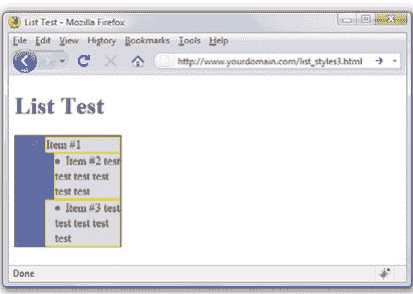 List Test - Mozilla Firefox
File Edit View History Bookmarks Tools Help
http://www.yourdomain.com/list_styles3.html
List Test
Item #1
• Item #2 test
test test test
test test
• Item #3 test
test test test
test
Done